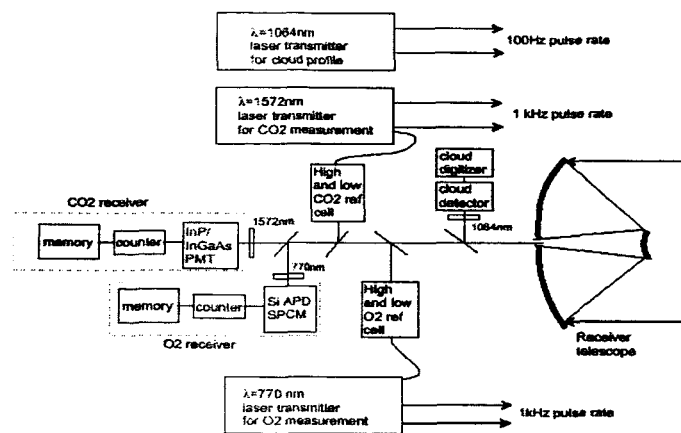 λ=1064nm
laser transmitter
for cloud profile
100Hz pulse rate
λ=1572nm
laser transmitter
for CO2 measurement
1 kHz pulse rate
cloud
digitizer
cloud
detector
1064nm
High
and low
CO2 ref
cell
CO2 receiver
1572nm
memory
counter
InP/
InGaAs
PMT
770nm
memory
counter
Si APD
SPCM
O2 receiver
High
and low
O2 ref
cell
Receiver
telescope
λ=770 nm
laser transmitter
for O2 measurement
1kHz pulse rate